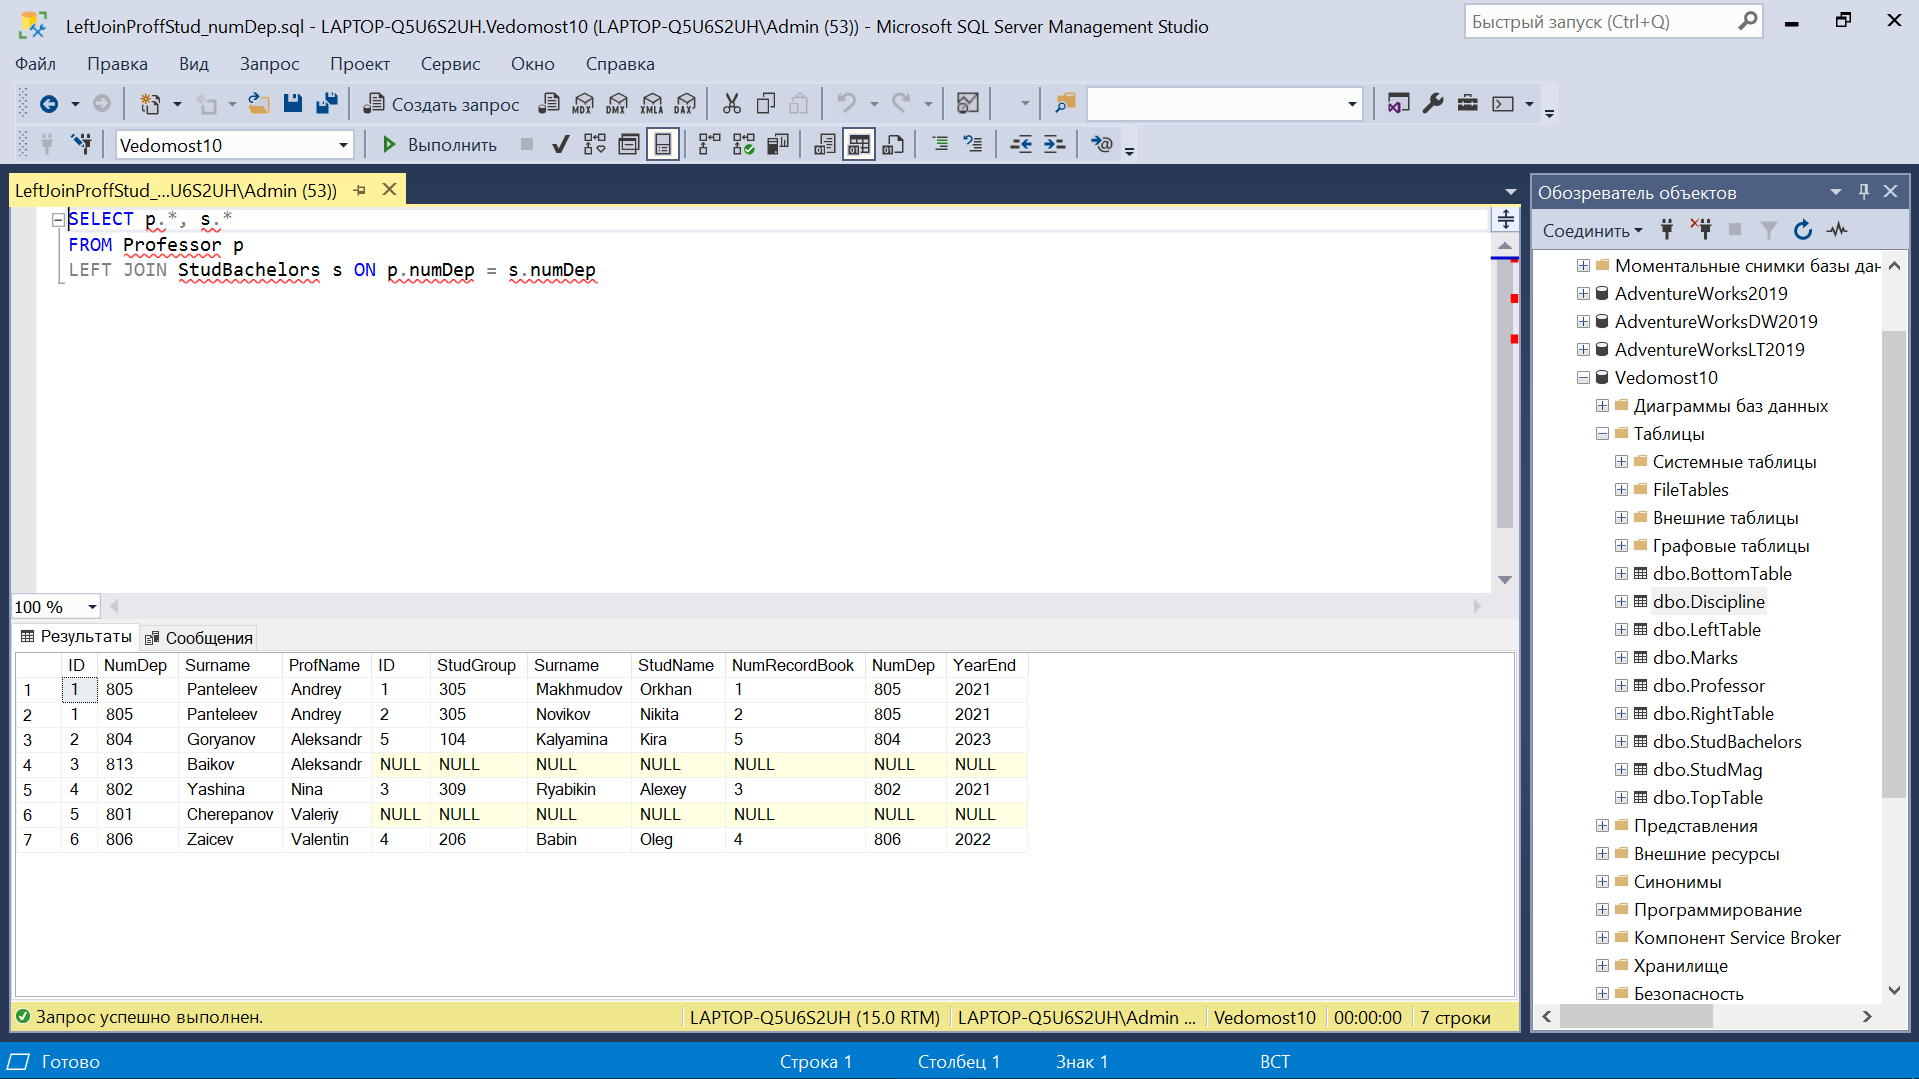 LeftJoinProffStud_numDep.sql - LAPTOP-Q5U6S2UH.Vedomost10 (LAPTOP-Q5U6S2UH\Admin (53)) - Microsoft SQL Server Management Studio
Быстрый запуск (Ctrl+Q)
Файл Правка Вид Запрос Проект Сервис Окно Справка
Создать запрос MDX DMX XMLA DAX
Vedomost10 Выполнить
LeftJoinProffStud_...U6S2UH\Admin (53))
SELECT p.*, s.*
FROM Professor p
LEFT JOIN StudBachelors s ON p.numDep = s.numDep
100 %
Результаты Сообщения
ID NumDep Surname ProfName ID StudGroup Surname StudName NumRecordBook NumDep YearEnd
1 1 805 Panteleev Andrey 1 305 Makhmudov Orkhan 1 805 2021
2 1 805 Panteleev Andrey 2 305 Novikov Nikita 2 805 2021
3 2 804 Goryanov Aleksandr 5 104 Kalyamina Kira 5 804 2023
4 3 813 Baikov Aleksandr NULL NULL NULL NULL NULL NULL NULL
5 4 802 Yashina Nina 3 309 Ryabikin Alexey 3 802 2021
6 5 801 Cherepanov Valeriy NULL NULL NULL NULL NULL NULL NULL
7 6 806 Zaicev Valentin 4 206 Babin Oleg 4 806 2022
Запрос успешно выполнен. LAPTOP-Q5U6S2UH (15.0 RTM) LAPTOP-Q5U6S2UH\Admin ... Vedomost10 00:00:00 7 строки
Обозреватель объектов
Соединить
Моментальные снимки базы дан
AdventureWorks2019
AdventureWorksDW2019
AdventureWorksLT2019
Vedomost10
Диаграммы баз данных
Таблицы
Системные таблицы
FileTables
Внешние таблицы
Графовые таблицы
dbo.BottomTable
dbo.Discipline
dbo.LeftTable
dbo.Marks
dbo.Professor
dbo.RightTable
dbo.StudBachelors
dbo.StudMag
dbo.TopTable
Представления
Внешние ресурсы
Синонимы
Программирование
Компонент Service Broker
Хранилище
Безопасность
Готово Строка 1 Столбец 1 Знак 1 ВСТ